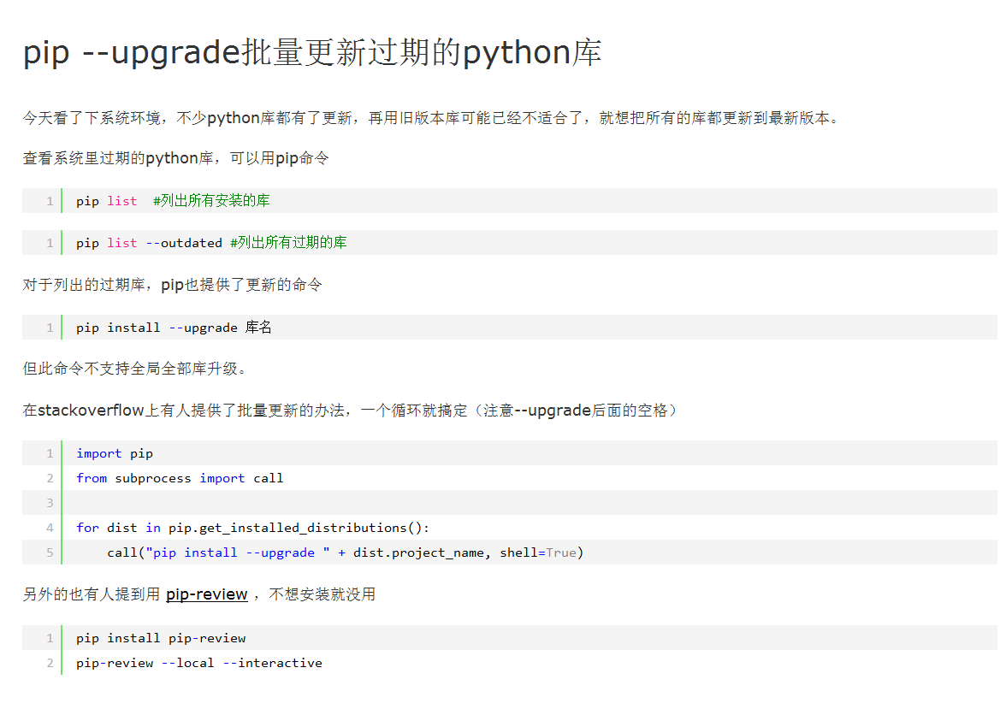 pip --upgrade批量更新过期的python库
今天看了下系统环境，不少python库都有了更新，再用旧版本库可能已经不适合了，就想把所有的库都更新到最新版本。
查看系统里过期的python库，可以用pip命令
1 pip list  #列出所有安装的库
1 pip list --outdated #列出所有过期的库
对于列出的过期库，pip也提供了更新的命令
1 pip install --upgrade 库名
但此命令不支持全局全部库升级。
在stackoverflow上有人提供了批量更新的办法，一个循环就搞定（注意--upgrade后面的空格）
1 import pip
2 from subprocess import call
3
4 for dist in pip.get_installed_distributions():
5     call("pip install --upgrade " + dist.project_name, shell=True)
另外的也有人提到用 pip-review ，不想安装就没用
1 pip install pip-review
2 pip-review --local --interactive